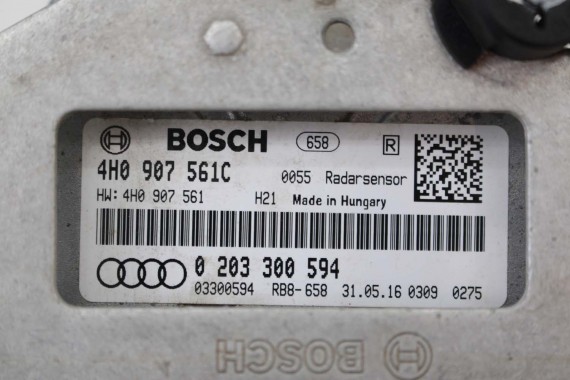 BOSCH 658 R
4H0 907 561C 0055 Radarsensor
HW: 4H0 907 561 H21 Made in Hungary
0 203 300 594
03300594 RB8-658 31.05.16 0309 0275
BOSCH